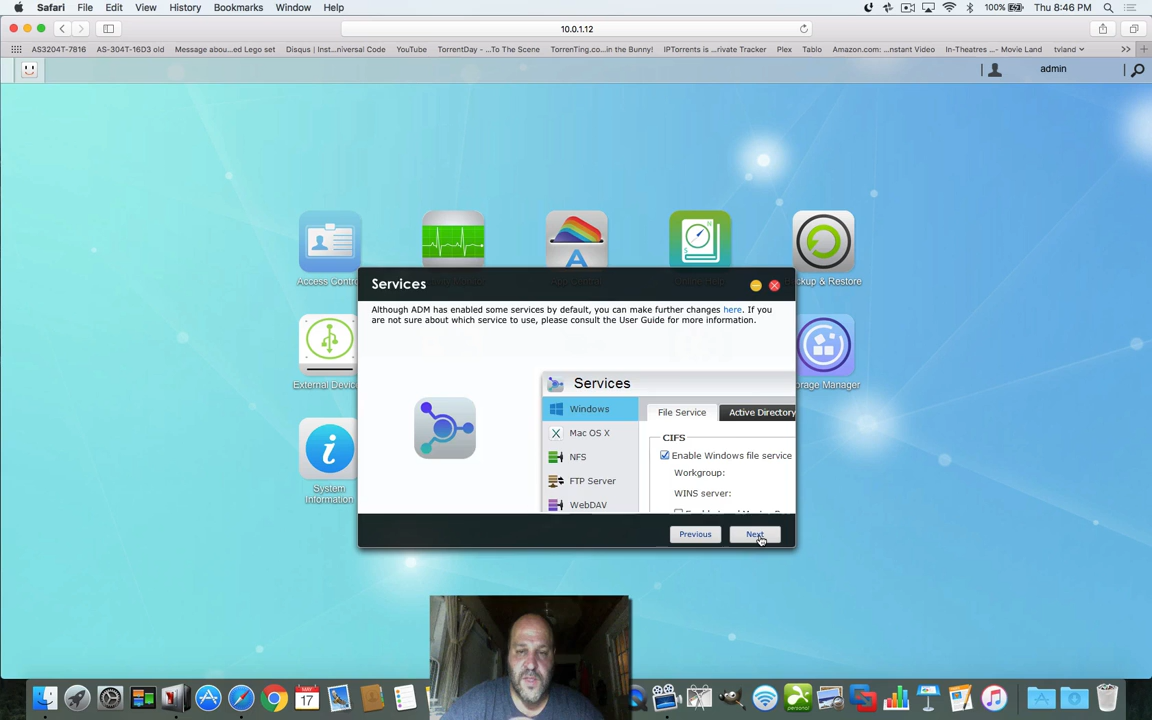 Safari File Edit View History Bookmarks Window Help 100% Thu 8:46 PM
10.0.1.12
AS3204T-7816 AS-304T-16D3 old Message abou...ed Lego set Disqus | Inst...niversal Code YouTube TorrentDay - ...To The Scene TorrenTing.co...in the Bunny! IPTorrents is ...rivate Tracker Plex Tablo Amazon.com: ...nstant Video In-Theatres ...- Movie Land tvland
admin
Access
ckup & Restore
Services
Although ADM has enabled some services by default, you can make further changes here. If you
are not sure about which service to use, please consult the User Guide for more information.
Services
Windows
Mac OS X
NFS
FTP Server
WebDAV
File Service Active Directory
CIFS
Enable Windows file service
Workgroup:
WINS server:
External
rage Manager
System
Information
Previous Next
MAY
17
personal